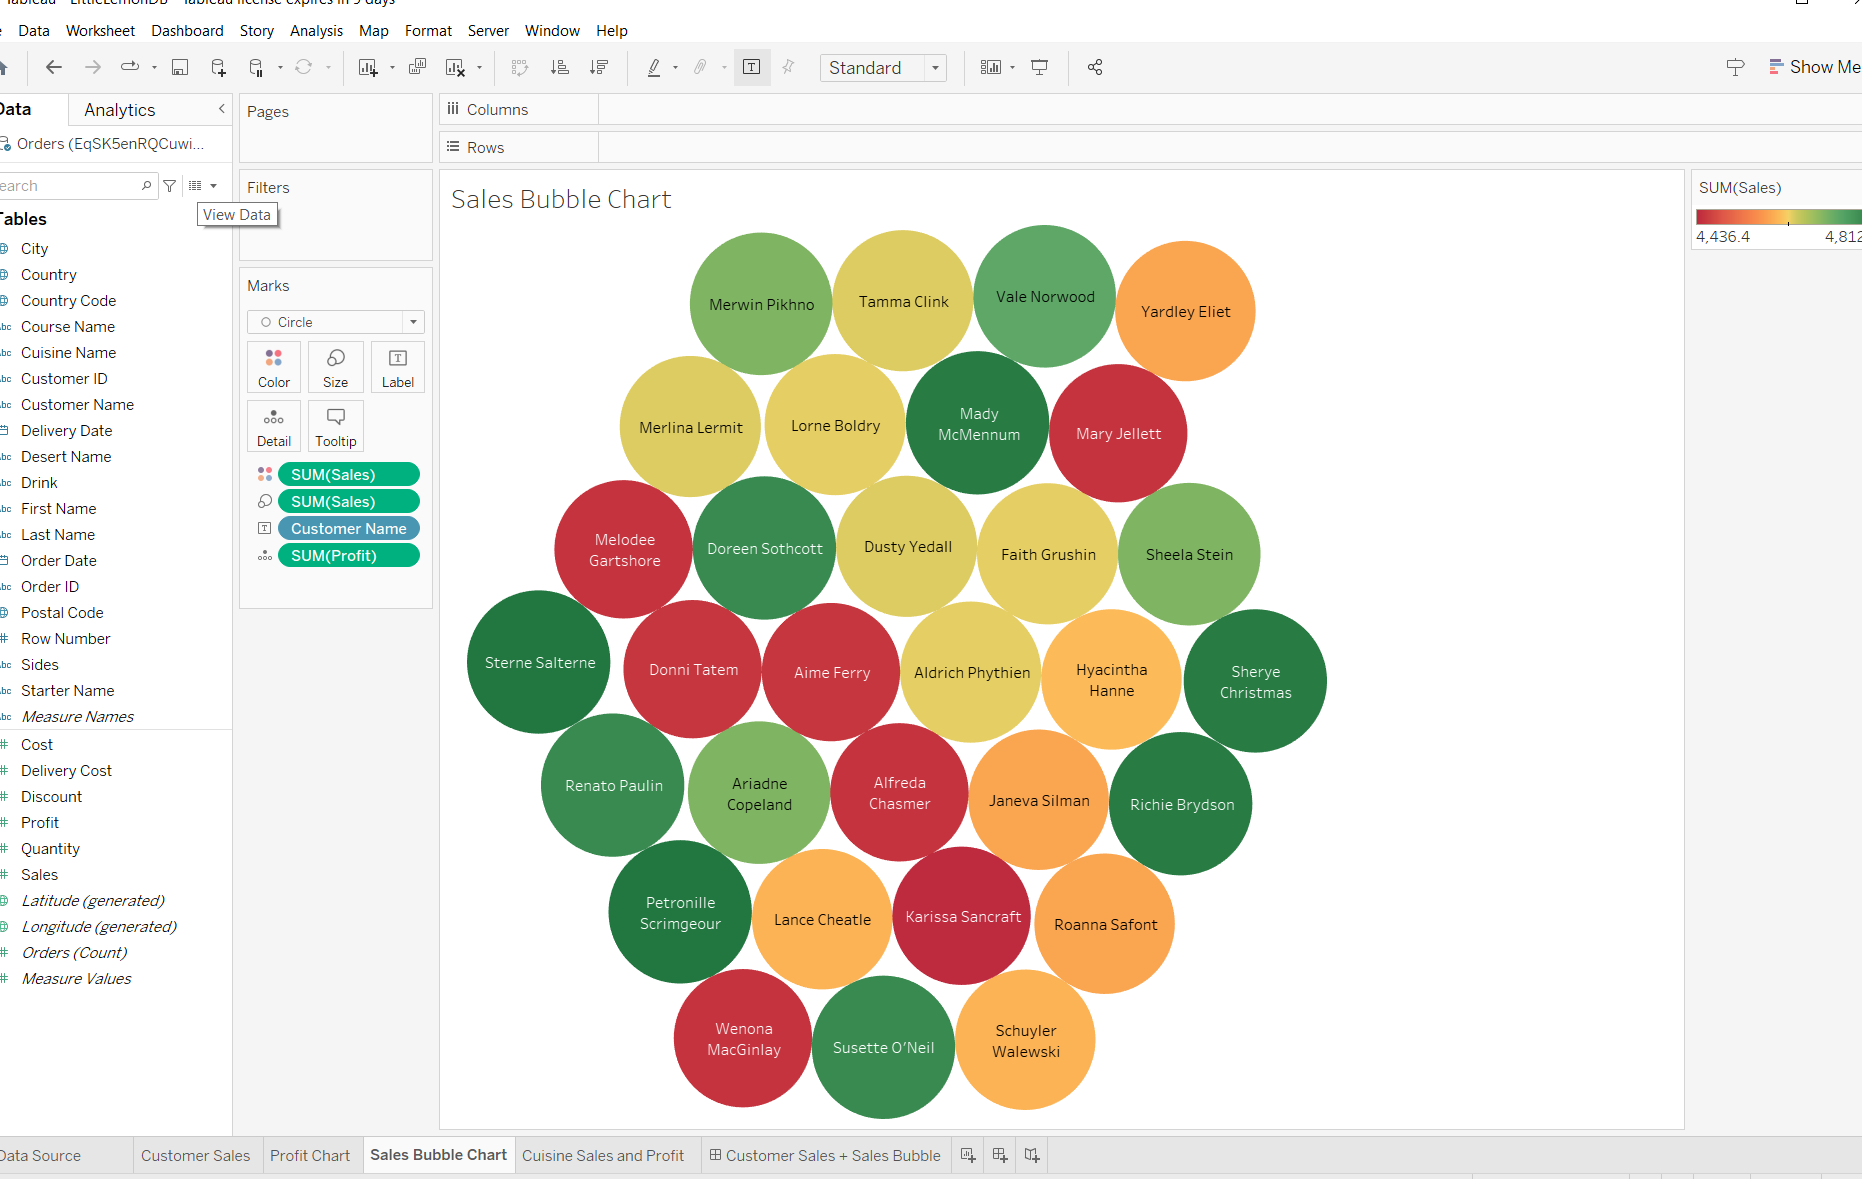 Tableau - LittleLemonDB - Tableau license expires in 9 days
Data Worksheet Dashboard Story Analysis Map Format Server Window Help
Standard
Show Me
Data Analytics
Orders (EqSK5enRQCuwi...
earch
View Data
Tables
City
Country
Country Code
Course Name
Cuisine Name
Customer ID
Customer Name
Delivery Date
Desert Name
Drink
First Name
Last Name
Order Date
Order ID
Postal Code
Row Number
Sides
Starter Name
Measure Names
Cost
Delivery Cost
Discount
Profit
Quantity
Sales
Latitude (generated)
Longitude (generated)
Orders (Count)
Measure Values
Pages
Filters
Marks
Circle
Color Size Label
Detail Tooltip
SUM(Sales)
SUM(Sales)
Customer Name
SUM(Profit)
Columns
Rows
Sales Bubble Chart
Merwin Pikhno
Tamma Clink
Vale Norwood
Yardley Eliet
Merlina Lermit
Lorne Boldry
Mady
McMennum
Mary Jellett
Melodee
Gartshore
Doreen Sothcott
Dusty Yedall
Faith Grushin
Sheela Stein
Sterne Salterne
Donni Tatem
Aime Ferry
Aldrich Phythien
Hyacintha
Hanne
Sherye
Christmas
Renato Paulin
Ariadne
Copeland
Alfreda
Chasmer
Janeva Silman
Richie Brydson
Petronille
Scrimgeour
Lance Cheatle
Karissa Sancraft
Roanna Safont
Wenona
MacGinlay
Susette O'Neil
Schuyler
Walewski
SUM(Sales)
4,436.4 4,812
Data Source Customer Sales Profit Chart Sales Bubble Chart Cuisine Sales and Profit Customer Sales + Sales Bubble